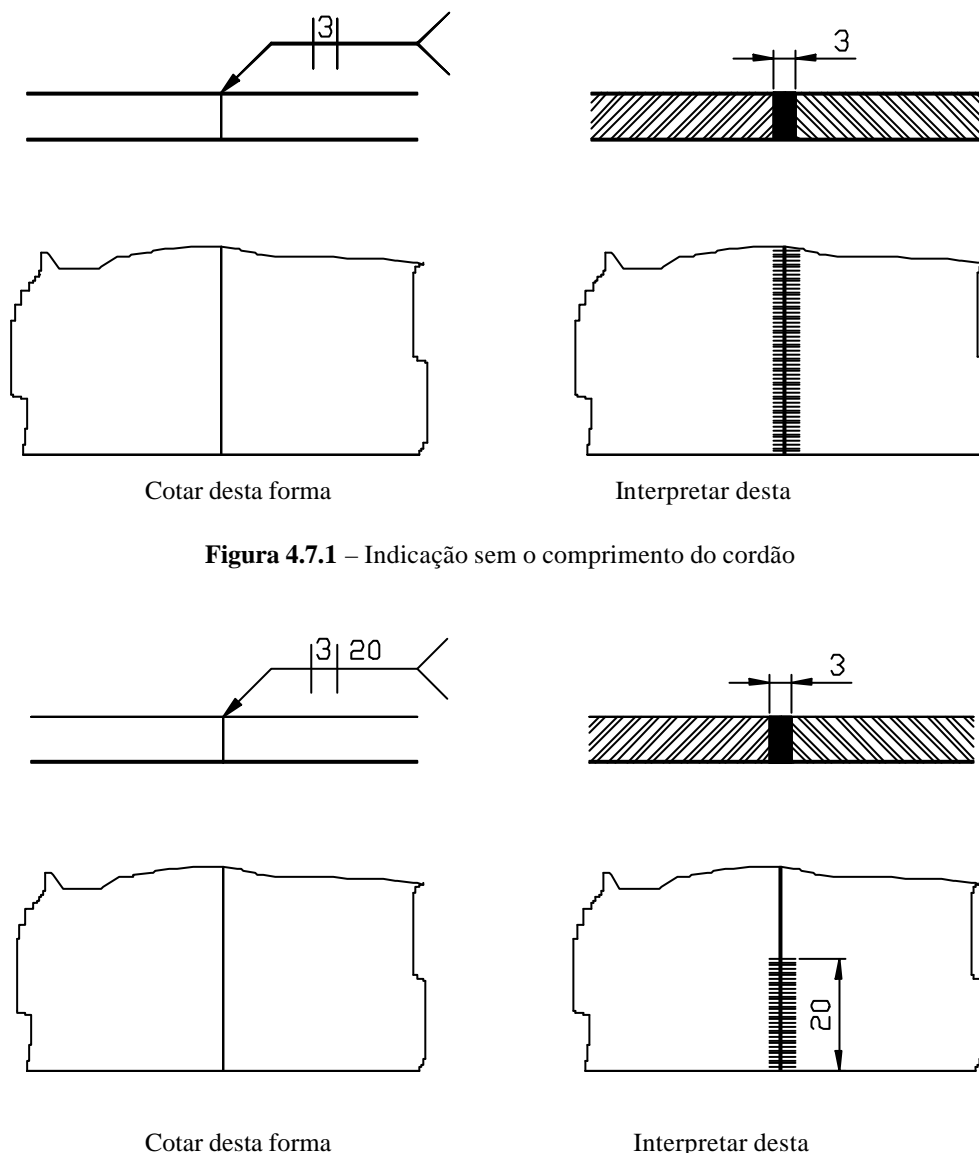 3
3
Cotar desta forma
Interpretar desta
Figura 4.7.1 – Indicação sem o comprimento do cordão
3 20
3
20
Cotar desta forma
Interpretar desta